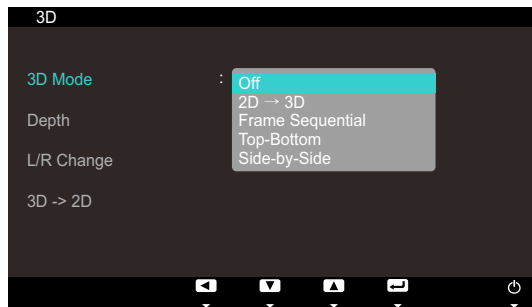 3D
3D Mode : Off
2D → 3D
Depth Frame Sequential
Top-Bottom
L/R Change Side-by-Side
3D -> 2D